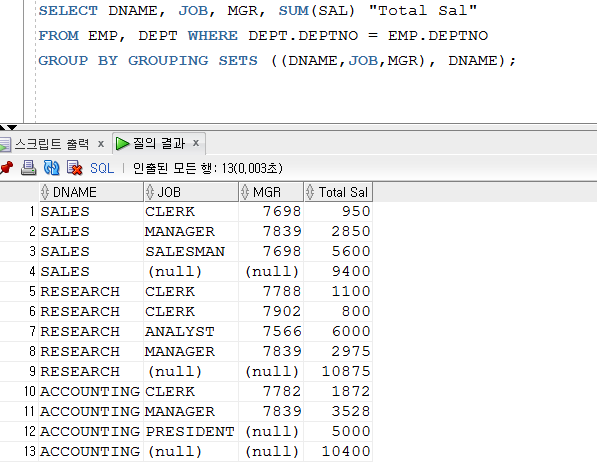 SELECT DNAME, JOB, MGR, SUM(SAL) "Total Sal"
FROM EMP, DEPT WHERE DEPT.DEPTNO = EMP.DEPTNO
GROUP BY GROUPING SETS ((DNAME,JOB,MGR), DNAME);
스크립트 출력 x 질의 결과 x
SQL | 인출된 모든 행: 13(0,003초)
DNAME JOB MGR Total Sal
1 SALES CLERK 7698 950
2 SALES MANAGER 7839 2850
3 SALES SALESMAN 7698 5600
4 SALES (null) (null) 9400
5 RESEARCH CLERK 7788 1100
6 RESEARCH CLERK 7902 800
7 RESEARCH ANALYST 7566 6000
8 RESEARCH MANAGER 7839 2975
9 RESEARCH (null) (null) 10875
10 ACCOUNTING CLERK 7782 1872
11 ACCOUNTING MANAGER 7839 3528
12 ACCOUNTING PRESIDENT (null) 5000
13 ACCOUNTING (null) (null) 10400